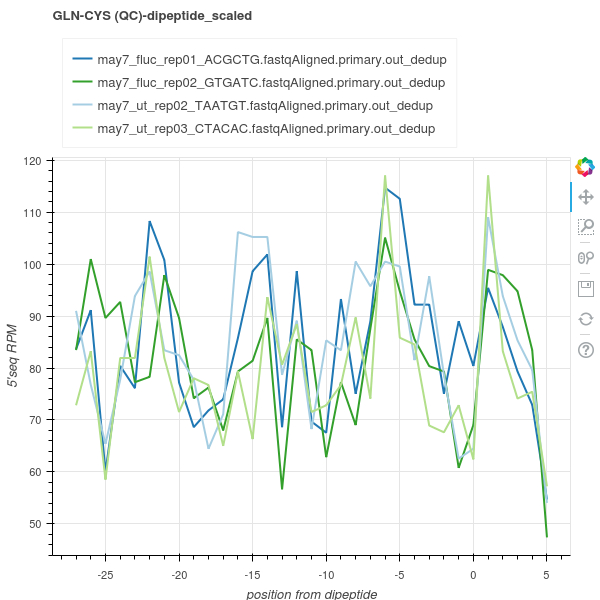 GLN-CYS (QC)-dipeptide_scaled
may7_fluc_rep01_ACGCTG.fastqAligned.primary.out_dedup
may7_fluc_rep02_GTGATC.fastqAligned.primary.out_dedup
may7_ut_rep02_TAATGT.fastqAligned.primary.out_dedup
may7_ut_rep03_CTACAC.fastqAligned.primary.out_dedup
120
110
100
90
80
70
60
50
5'seq RPM
-25 -20 -15 -10 -5 0 5
position from dipeptide